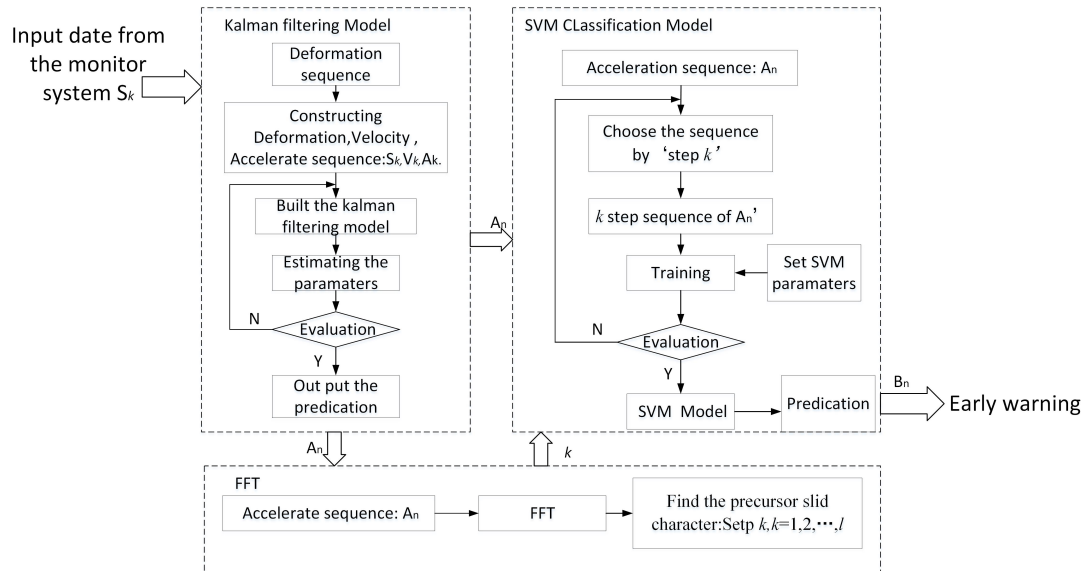 Input date from
the monitor
system Sk
Kalman filtering Model
Deformation
sequence
Constructing
Deformation,Velocity ,
Accelerate sequence:Sk,Vk,Ak.
Built the kalman
filtering model
Estimating the
paramaters
N
Evaluation
Y
Out put the
predication
An
An
SVM CLassification Model
Acceleration sequence: An
Choose the sequence
by ‘step k’
k step sequence of An’
Training
Set SVM
paramaters
N
Evaluation
Y
SVM Model
Predication
Bn
Early warning
k
FFT
Accelerate sequence: An
FFT
Find the precursor slid
character:Setp k,k=1,2,···,l